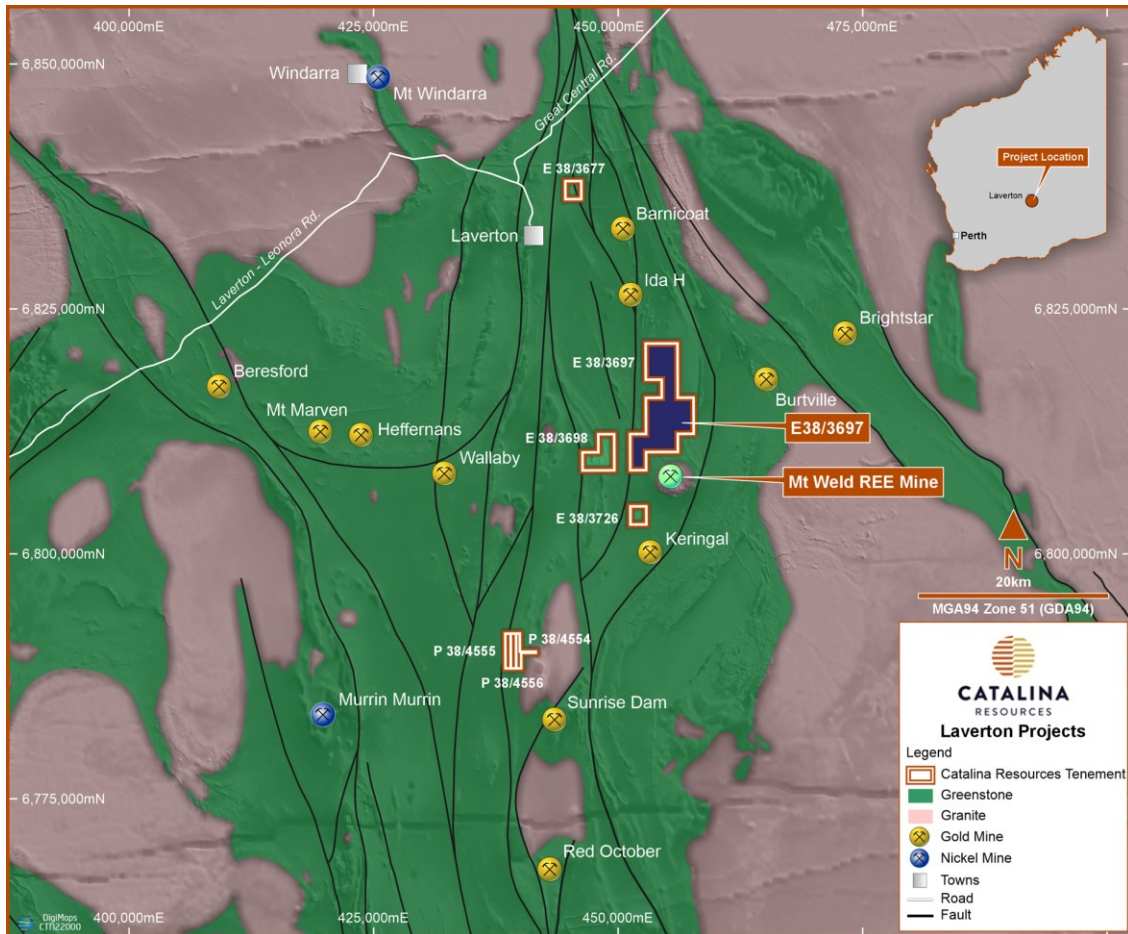 400,000mE
425,000mE
450,000mE
475,000mE
6,850,000mN
Windarra
Mt Windarra
Great Central Rd.
E 38/3677
Project Location
Laverton
Perth
Barnicoat
Laverton
Laverton - Leonora Rd.
Ida H
6,825,000mN
6,825,000mN
Brightstar
E 38/3697
Beresford
Burtville
Mt Marven
Heffernans
E38/3697
E 38/3698
Wallaby
Mt Weld REE Mine
E 38/3726
Keringal
6,800,000mN
6,800,000mN
N
20km
MGA94 Zone 51 (GDA94)
P 38/4554
P 38/4555
P 38/4556
Murrin Murrin
Sunrise Dam
6,775,000mN
Red October
CATALINA
RESOURCES
Laverton Projects
Legend
Catalina Resources Tenement
Greenstone
Granite
Gold Mine
Nickel Mine
Towns
Road
Fault
DigiMaps
CTN22000
400,000mE
425,000mE
450,000mE